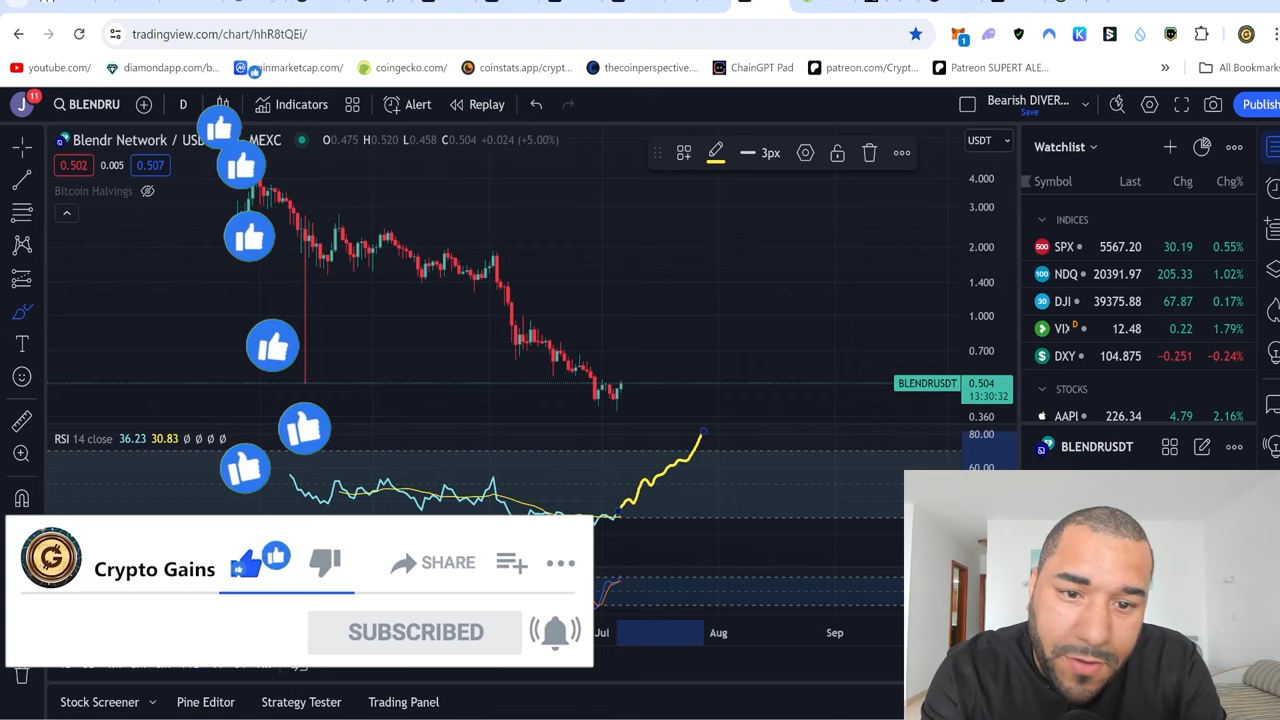 tradingview.com/chart/hhR8tQEi/
1
youtube.com/
diamondapp.com/b...
coingecko.com/
coinstats.app/crypt...
thecoinperspective....
ChainGPT Pad
patreon.com/Crypt...
Patreon SUPERT ALE...
»
All Bookmarks
J
11
BLENDRU
D
Indicators
Alert
Replay
Bearish DIVER...
Save
Publish
Blendr Network /
MEXC
O0.475 H0.520 L0.458 C0.504 +0.024 (+5.00%)
0.502
0.005
0.507
Bitcoin Halvings
3px
USDT
4.000
3.000
2.000
1.400
1.000
0.700
BLENDRUSDT
0.504
13:30:32
0.360
RSI 14 close 36.23 30.83 Ø Ø Ø Ø
80.00
60.00
Watchlist
Symbol
Last
Chg
Chg%
INDICES
500 SPX 5567.20 30.19 0.55%
100 NDQ 20391.97 205.33 1.02%
30 DJI 39375.88 67.87 0.17%
VIX D 12.48 0.22 1.79%
DXY 104.875 -0.251 -0.24%
STOCKS
AAPL 226.34 4.79 2.16%
BLENDRUSDT
Crypto Gains
SHARE
SUBSCRIBED
Jul
Aug
Sep
Stock Screener
Pine Editor
Strategy Tester
Trading Panel